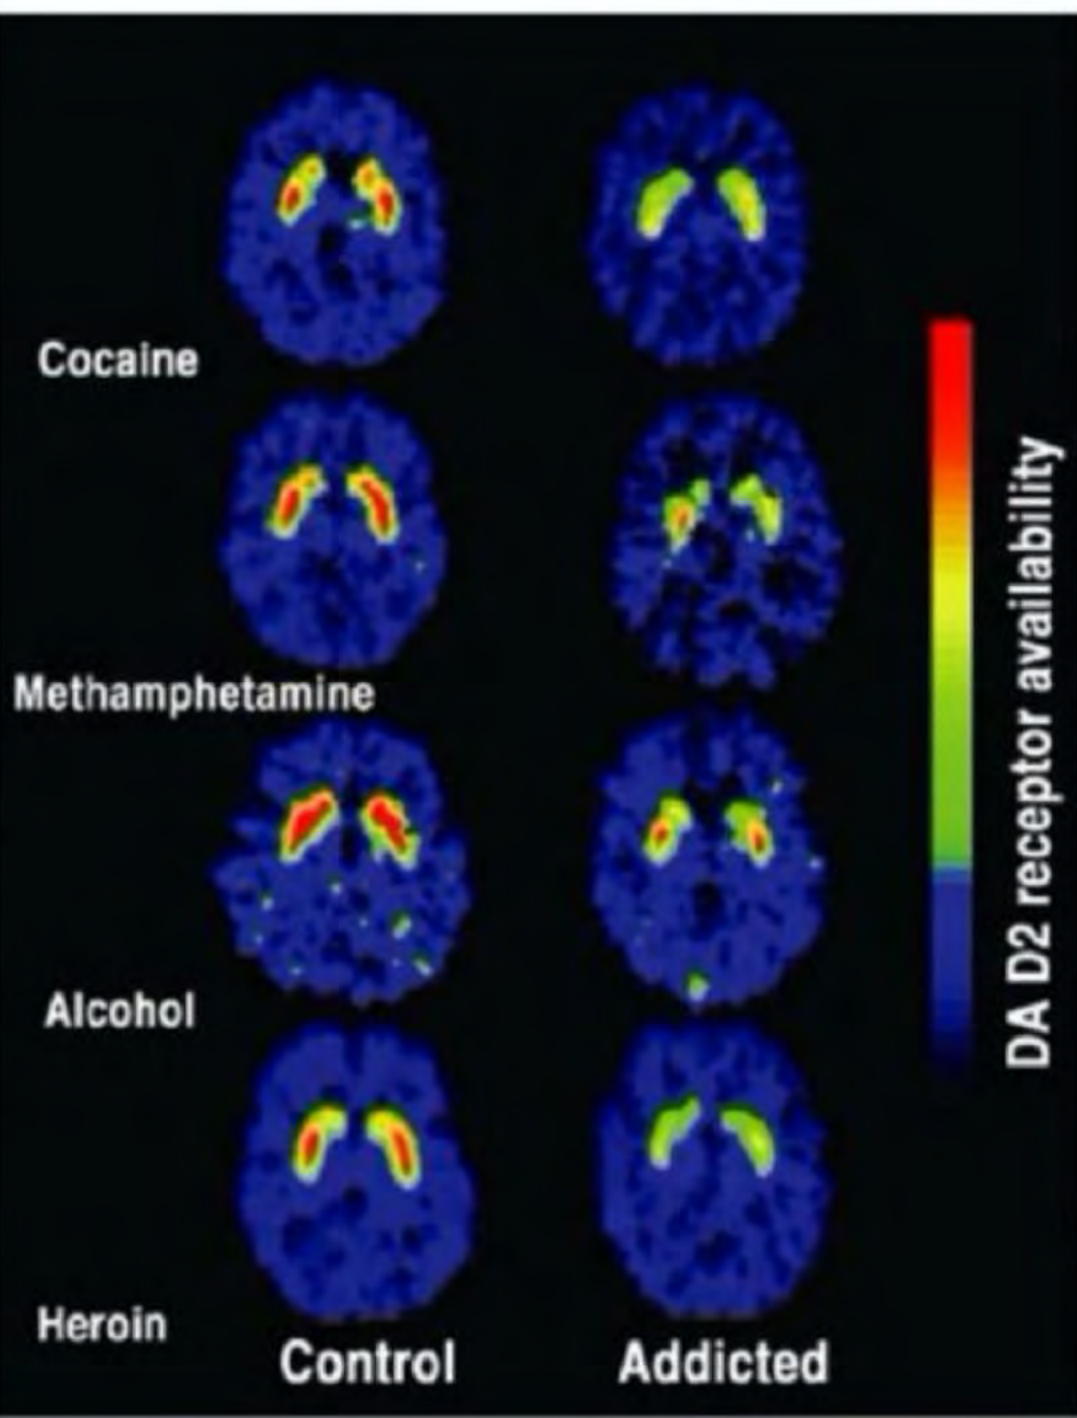 Cocaine
Methamphetamine
Alcohol
Heroin
Control
Addicted
DA D2 receptor availability